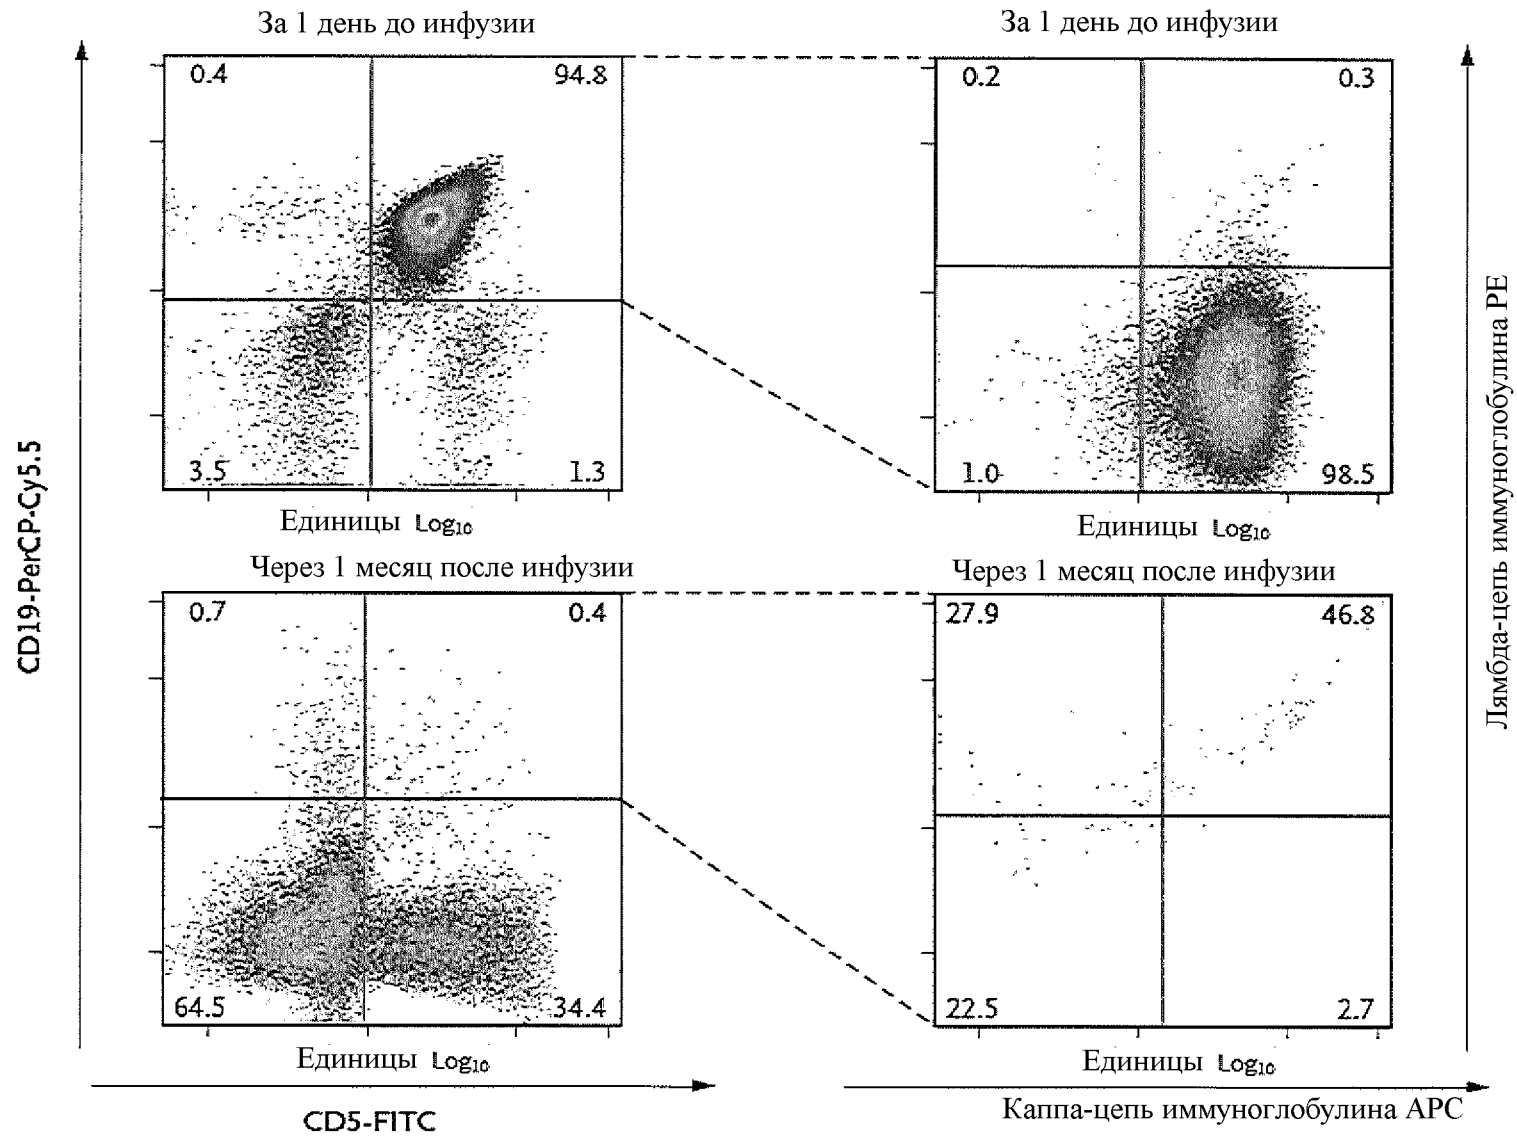 За 1 день до инфузии
За 1 день до инфузии
0.4
94.8
0.2
0.3
3.5
1.3
1.0
98.5
Единицы Log10
Единицы Log10
CD19-PerCP-Cy5.5
Лямбда-цепь иммуноглобулина PE
Через 1 месяц после инфузии
Через 1 месяц после инфузии
0.7
0.4
27.9
46.8
64.5
34.4
22.5
2.7
Единицы Log10
Единицы Log10
CD5-FITC
Каппа-цепь иммуноглобулина APC